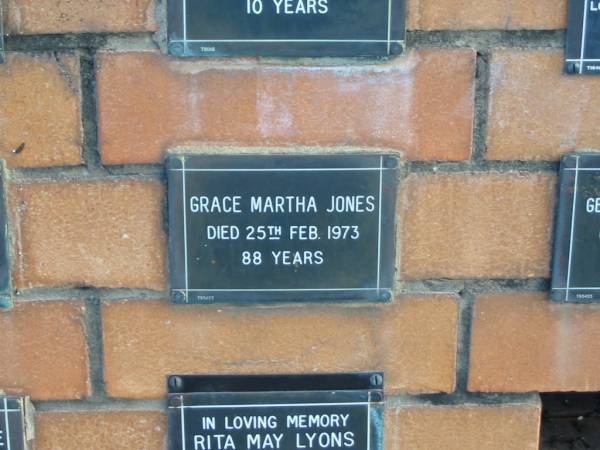 10 YEARS
GRACE MARTHA JONES
DIED 25TH FEB. 1973
88 YEARS
IN LOVING MEMORY
RITA MAY LYONS